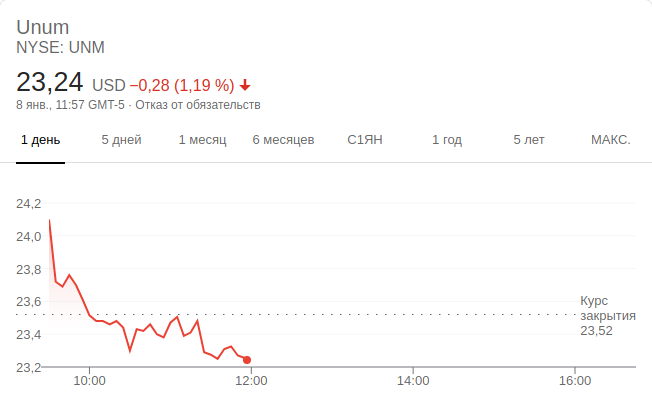 Unum
NYSE: UNM
23,24 USD −0,28 (1,19 %)
8 янв., 11:57 GMT-5 · Отказ от обязательств
1 день 5 дней 1 месяц 6 месяцев С1ЯН 1 год 5 лет МАКС.
24,2
24,0
23,8
23,6
23,4
23,2
Курс
закрытия
23,52
10:00 12:00 14:00 16:00